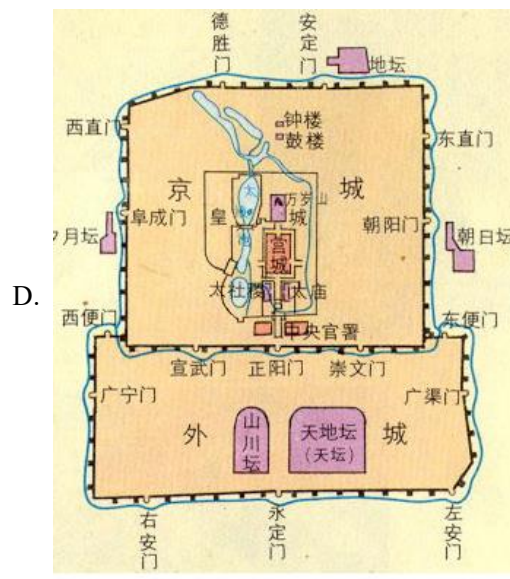 德胜门
安定门
地坛
钟楼
鼓楼
西直门
东直门
京
城
太
万岁山
皇
城
阜成门
朝阳门
夕月坛
朝日坛
宫城
D.
太社稷
太庙
西便门
东便门
中央官署
宣武门
正阳门
崇文门
广宁门
广渠门
外
城
山川坛
天地坛
(天坛)
右安门
永定门
左安门